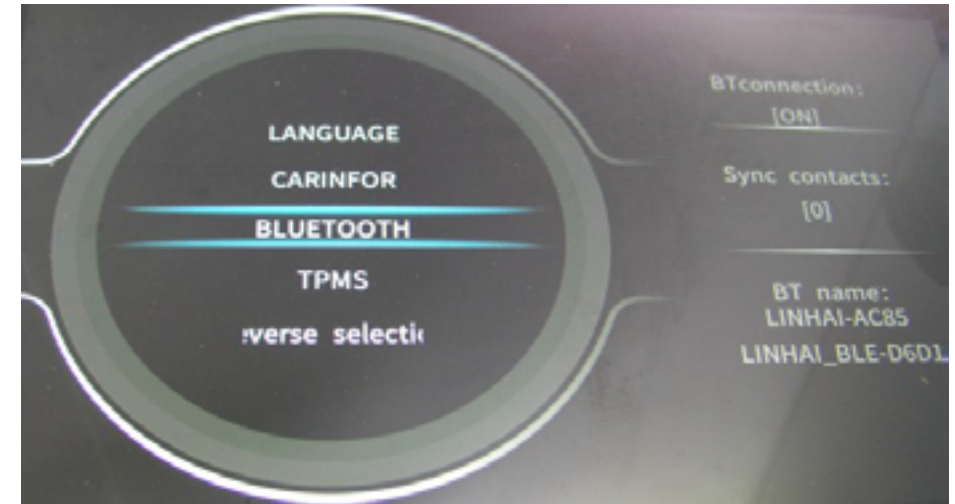 LANGUAGE
CARINFOR
BLUETOOTH
TPMS
verse selecti
BTconnection:
[ON]
Sync contacts:
[0]
BT name:
LINHAI-AC85
LINHAI_BLE-D6D1